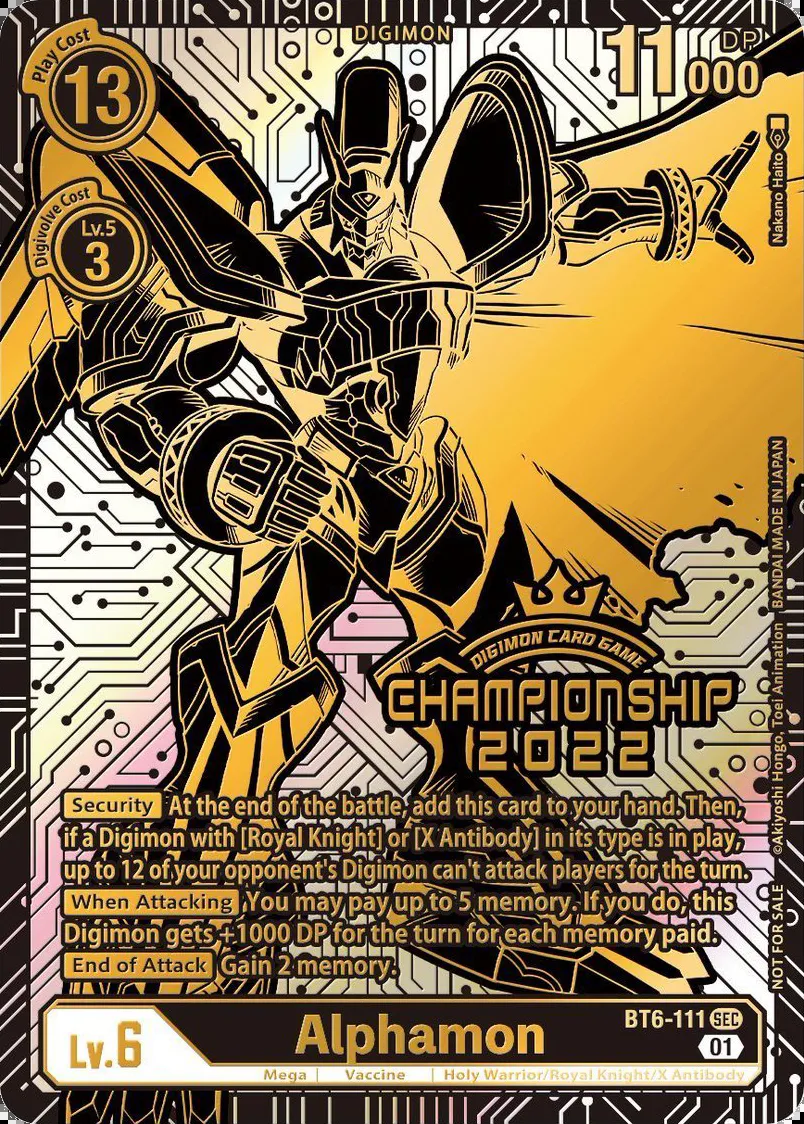 DIGIMON
Play Cost
13
11000
DP
Digivolve Cost
Lv.5
3
Nakano Haito
DIGIMON CARD GAME
CHAMPIONSHIP
2022
©Akiyoshi Hongo, Toei Animation BANDAI MADE IN JAPAN
NOT FOR SALE
Security At the end of the battle, add this card to your hand. Then,
if a Digimon with [Royal Knight] or [X Antibody] in its type is in play,
up to 12 of your opponent's Digimon can't attack players for the turn.
When Attacking You may pay up to 5 memory. If you do, this
Digimon gets +1000 DP for the turn for each memory paid.
End of Attack Gain 2 memory.
Lv.6
Alphamon
BT6-111 SEC
01
Mega | Vaccine | Holy Warrior/Royal Knight/X Antibody